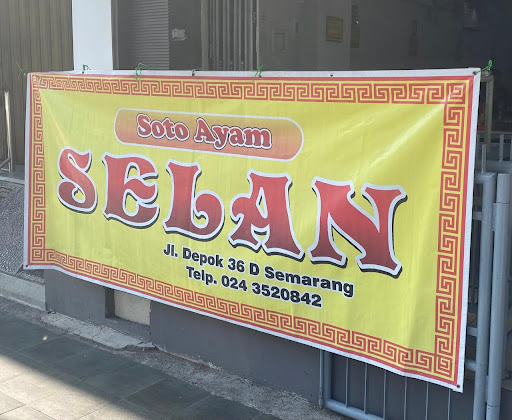 Soto Ayam
SELAN
Jl. Depok 36 D Semarang
Telp. 024 3520842